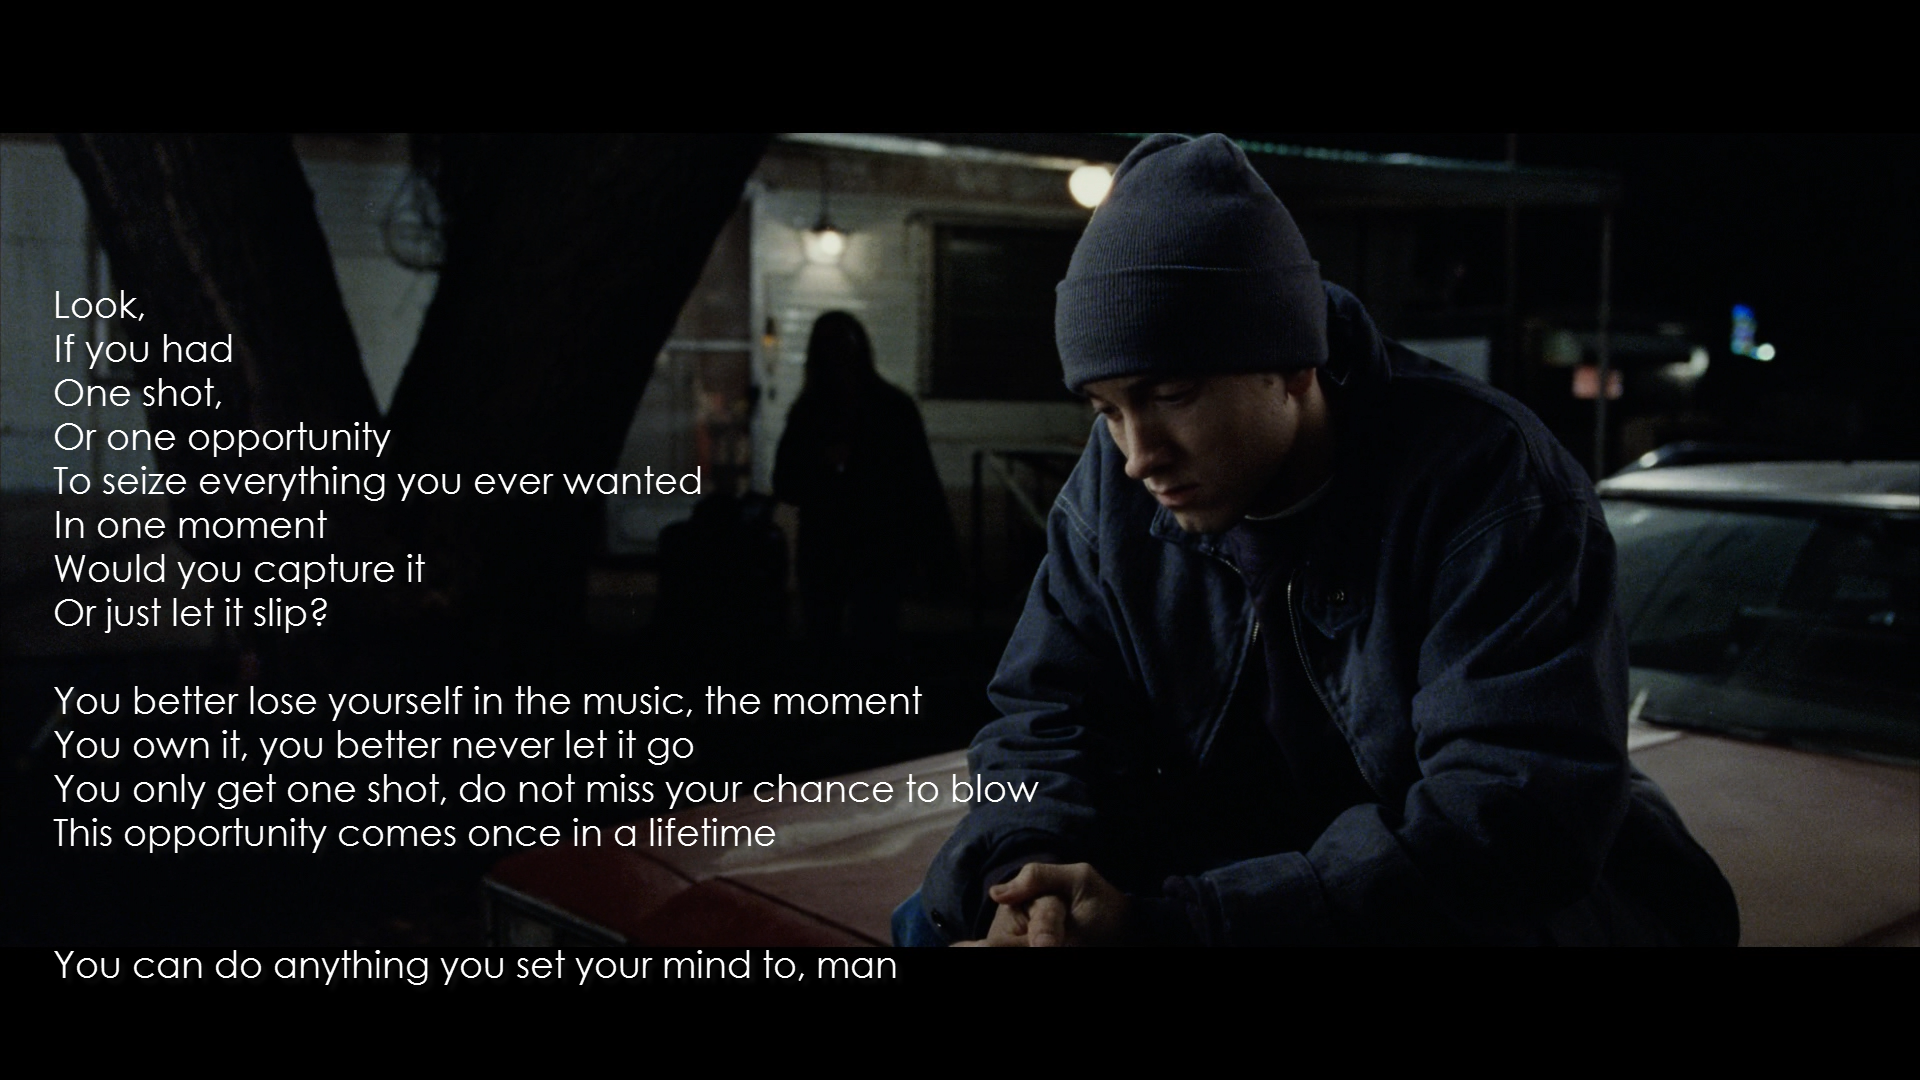 Look,
If you had
One shot,
Or one opportunity
To seize everything you ever wanted
In one moment
Would you capture it
Or just let it slip?
You better lose yourself in the music, the moment
You own it, you better never let it go
You only get one shot, do not miss your chance to blow
This opportunity comes once in a lifetime
You can do anything you set your mind to, man